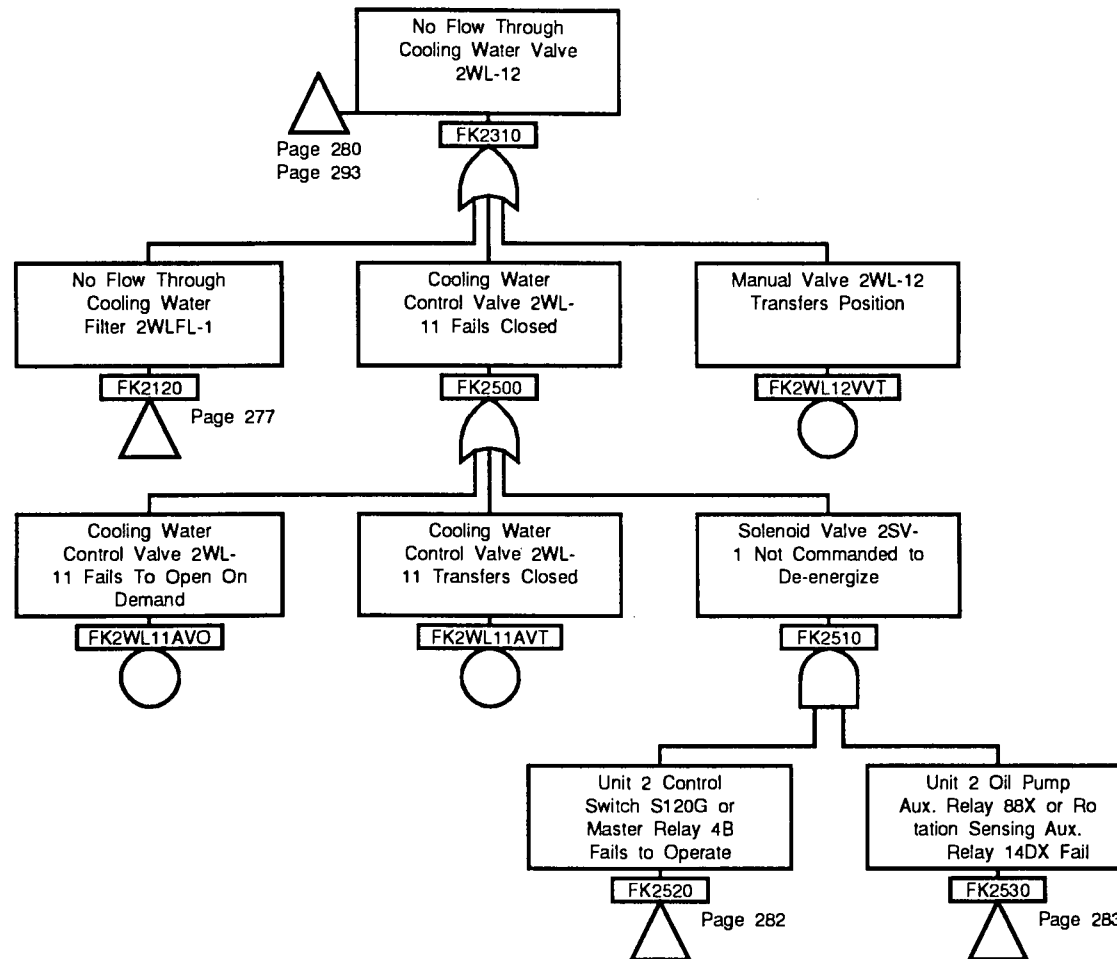 No Flow Through
Cooling Water Valve
2WL-12
Page 280
Page 293
FK2310
No Flow Through
Cooling Water
Filter 2WLFL-1
FK2120
Page 277
Cooling Water
Control Valve 2WL-
11 Fails Closed
FK2500
Manual Valve 2WL-12
Transfers Position
FK2WL12VVT
Cooling Water
Control Valve 2WL-
11 Fails To Open On
Demand
FK2WL11AVO
Cooling Water
Control Valve 2WL-
11 Transfers Closed
FK2WL11AVT
Solenoid Valve 2SV-
1 Not Commanded to
De-energize
FK2510
Unit 2 Control
Switch S120G or
Master Relay 4B
Fails to Operate
FK2520
Page 282
Unit 2 Oil Pump
Aux. Relay 88X or Ro
tation Sensing Aux.
Relay 14DX Fail
FK2530
Page 283